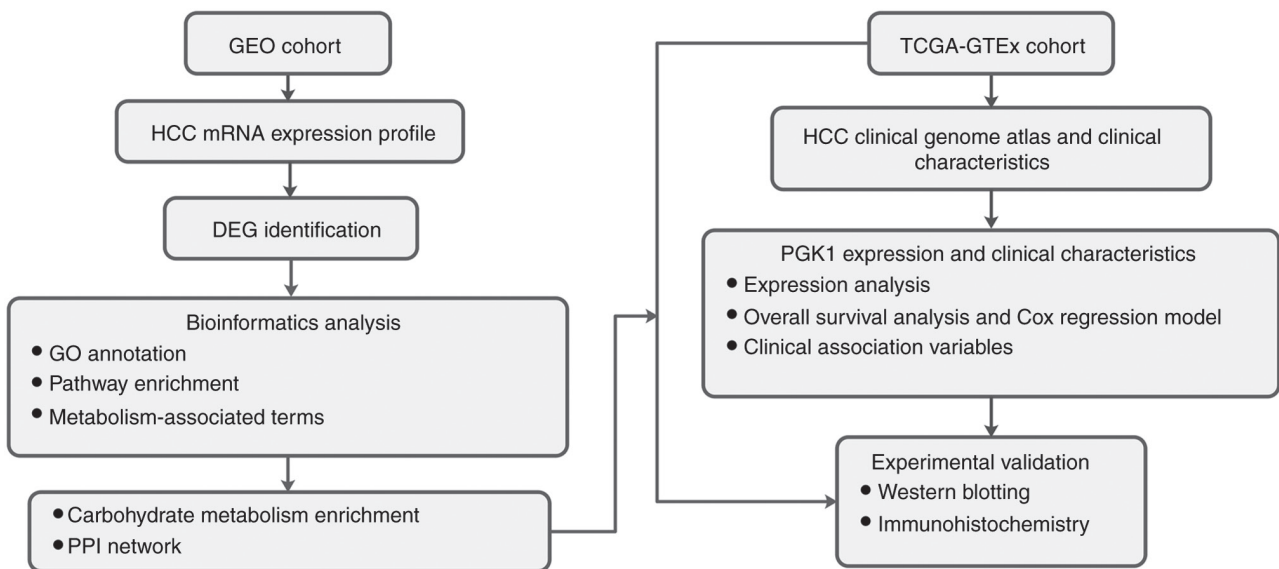 GEO cohort
HCC mRNA expression profile
DEG identification
Bioinformatics analysis
● GO annotation
● Pathway enrichment
● Metabolism-associated terms
● Carbohydrate metabolism enrichment
● PPI network
TCGA-GTEx cohort
HCC clinical genome atlas and clinical
characteristics
PGK1 expression and clinical characteristics
● Expression analysis
● Overall survival analysis and Cox regression model
● Clinical association variables
Experimental validation
● Western blotting
● Immunohistochemistry